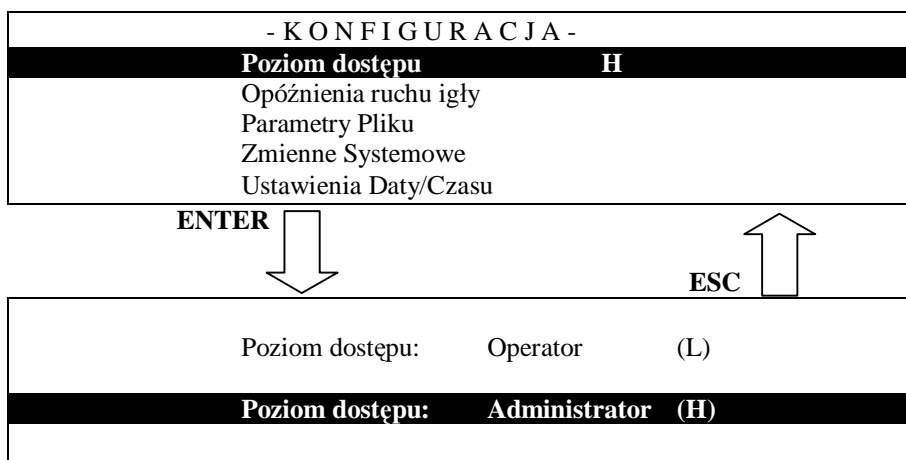 - K O N F I G U R A C J A -
Poziom dostępu H
Opóźnienia ruchu igły
Parametry Pliku
Zmienne Systemowe
Ustawienia Daty/Czasu
ENTER
ESC
Poziom dostępu: Operator (L)
Poziom dostępu: Administrator (H)